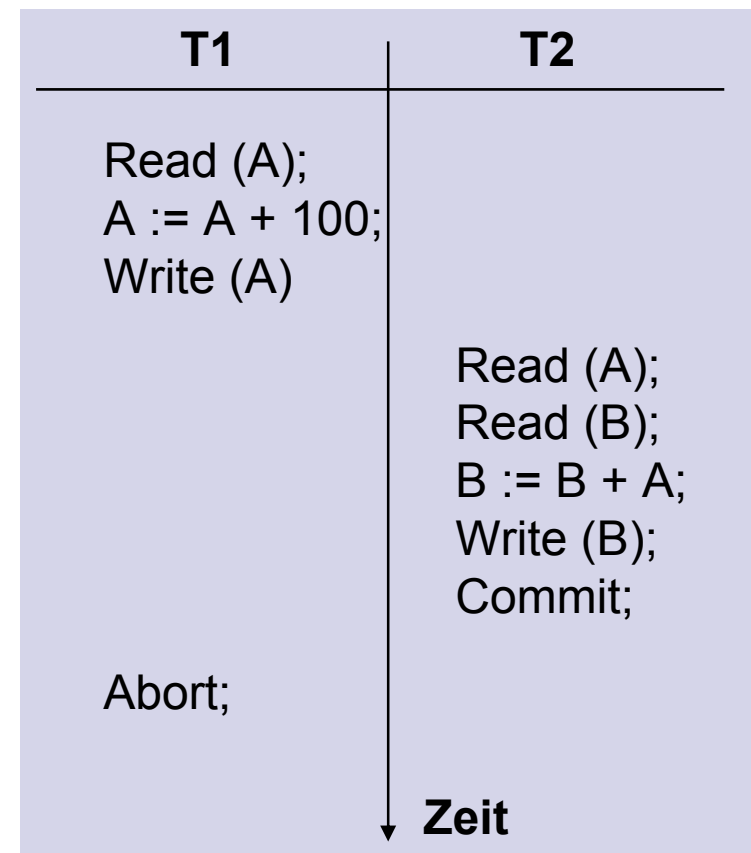 T1 T2
Read (A);
A := A + 100;
Write (A)
Read (A);
Read (B);
B := B + A;
Write (B);
Commit;
Abort;
Zeit